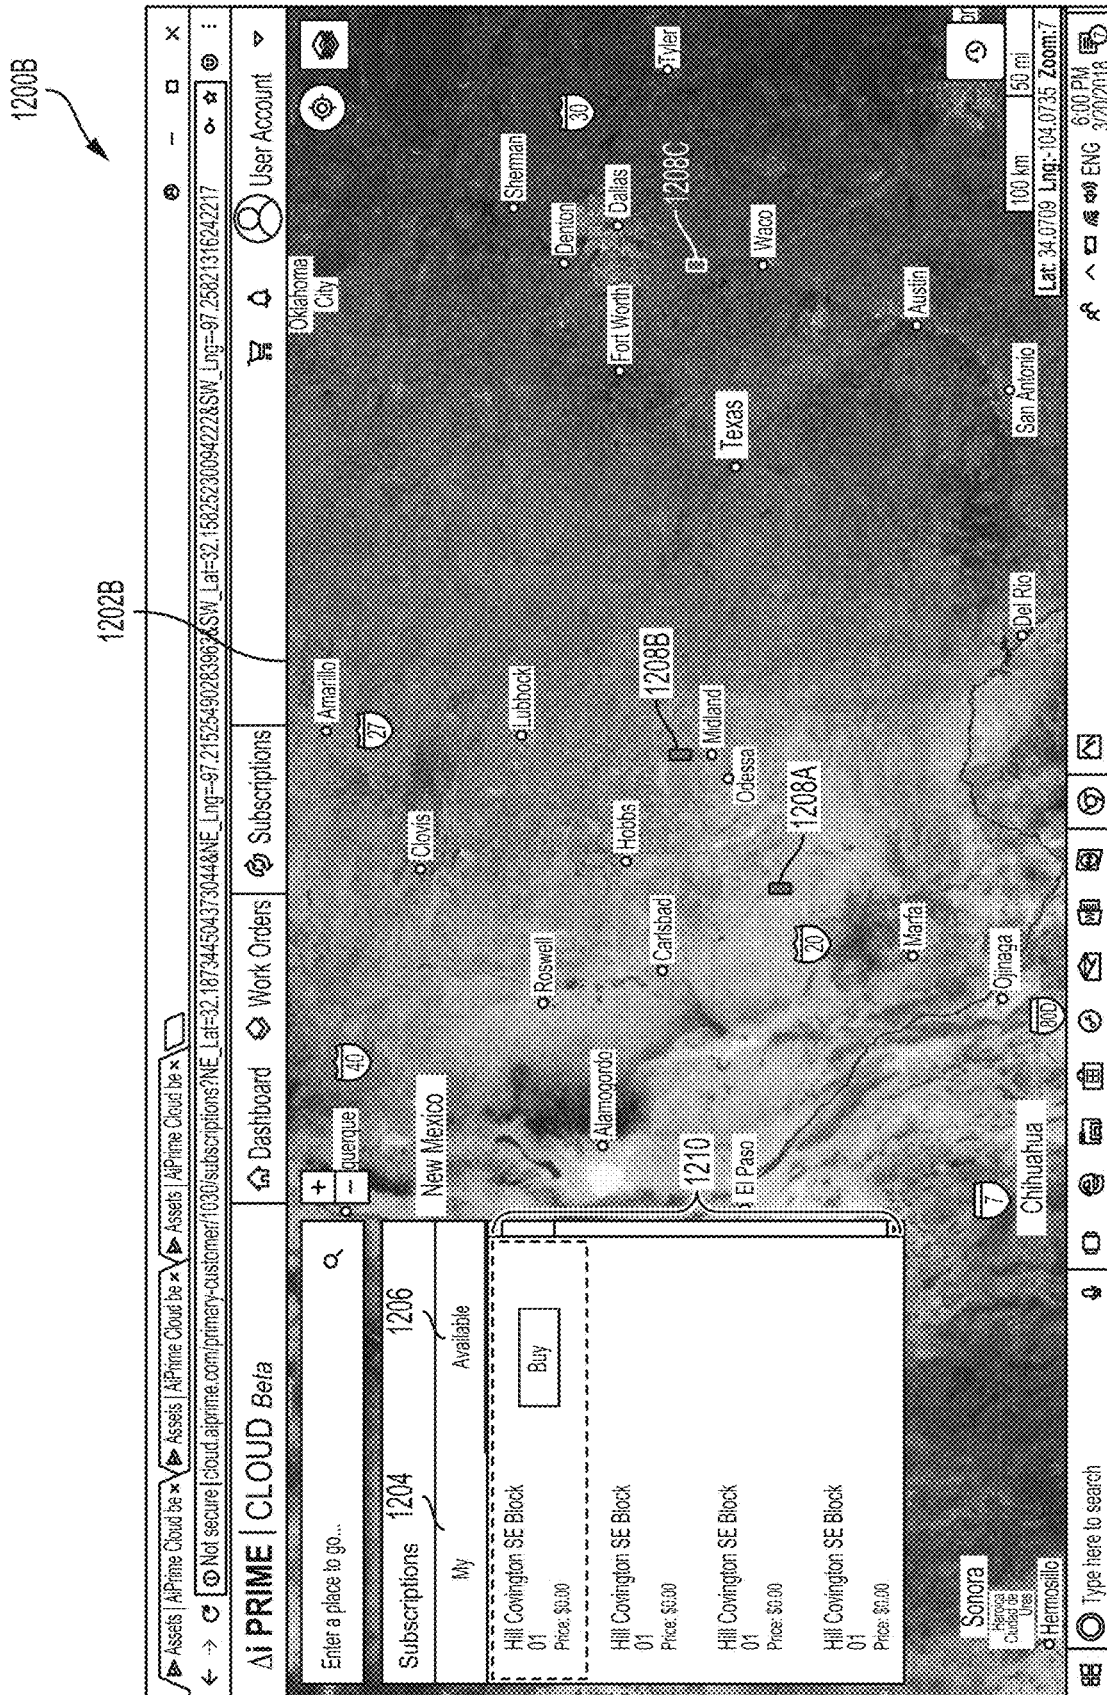 1200B
1202B
Assets | AiPrime Cloud be × Assets | AiPrime Cloud be × Assets | AiPrime Cloud be ×
Not secure | cloud.aiprime.com/primary-customer/1030/subscriptions?NE_Lat=32.18734450437304&NE_Lng=-97.21525490283963&SW_Lat=32.15825230094222&SW_Lng=-97.25821316242217
Ai PRIME | CLOUD Beta
Dashboard
Work Orders
Subscriptions
User Account
Enter a place to go...
+
−
Subscriptions
1204
1206
My
Available
Hill Covington SE Block
01
Price: $0.00
Buy
Hill Covington SE Block
01
Price: $0.00
Hill Covington SE Block
01
Price: $0.00
Hill Covington SE Block
01
Price: $0.00
1210
querque
40
New Mexico
Amarillo
27
Oklahoma
City
Clovis
Lubbock
Sherman
Roswell
Denton
30
Alamogordo
Hobbs
Fort Worth
Dallas
Tyler
Carlsbad
1208B
1208C
Midland
Odessa
Texas
Waco
El Paso
1208A
20
Marfa
Austin
7
Ojinaga
80D
Del Rio
San Antonio
Chihuahua
Sonora
Heroica
Ciudad de
Ures
Hermosillo
100 km
50 mi
Lat: 34.0709 Lng:-104.0735 Zoom:7
Type here to search
ENG
6:00 PM
3/20/2018
7